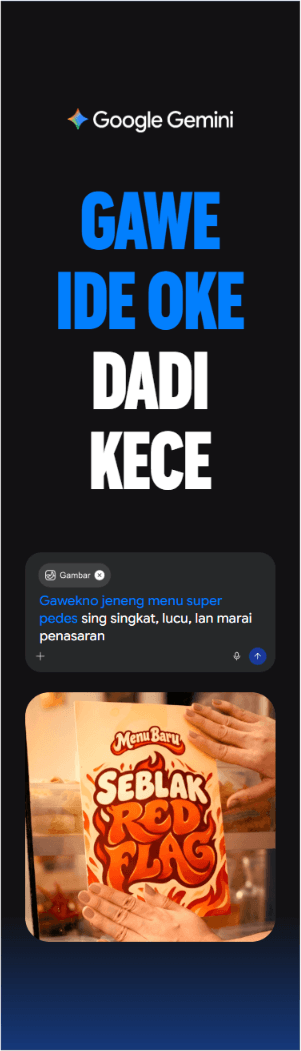 Google Gemini
GAWE
IDE OKE
DADI
KECE
Gambar
Gawekno jeneng menu super
pedes sing singkat, lucu, lan marai
penasaran
Menu Baru
SEBLAK
RED
FLAG